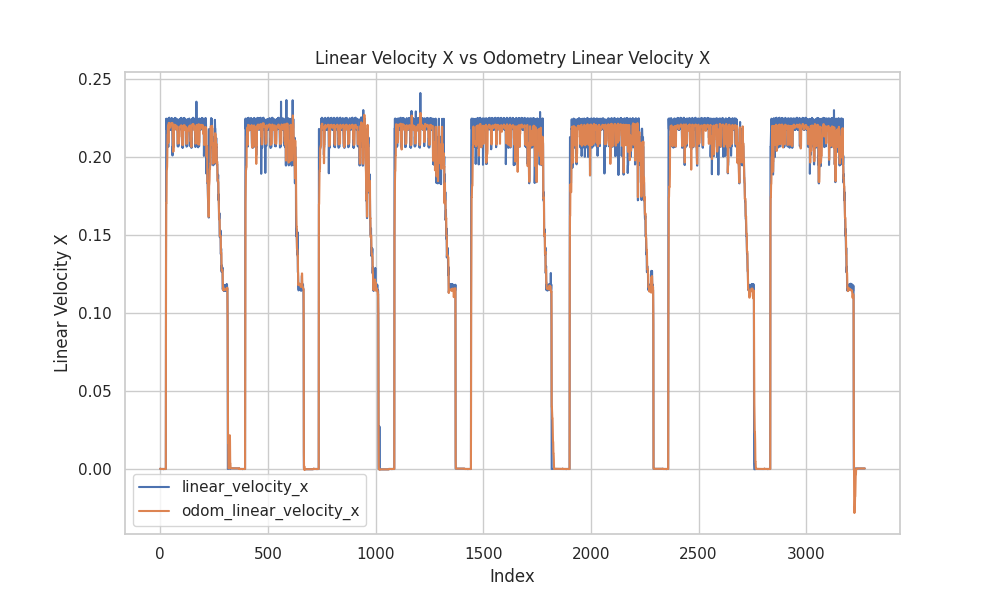 Linear Velocity X vs Odometry Linear Velocity X
0.25
0.20
0.15
0.10
0.05
0.00
Linear Velocity X
linear_velocity_x
odom_linear_velocity_x
0 500 1000 1500 2000 2500 3000
Index